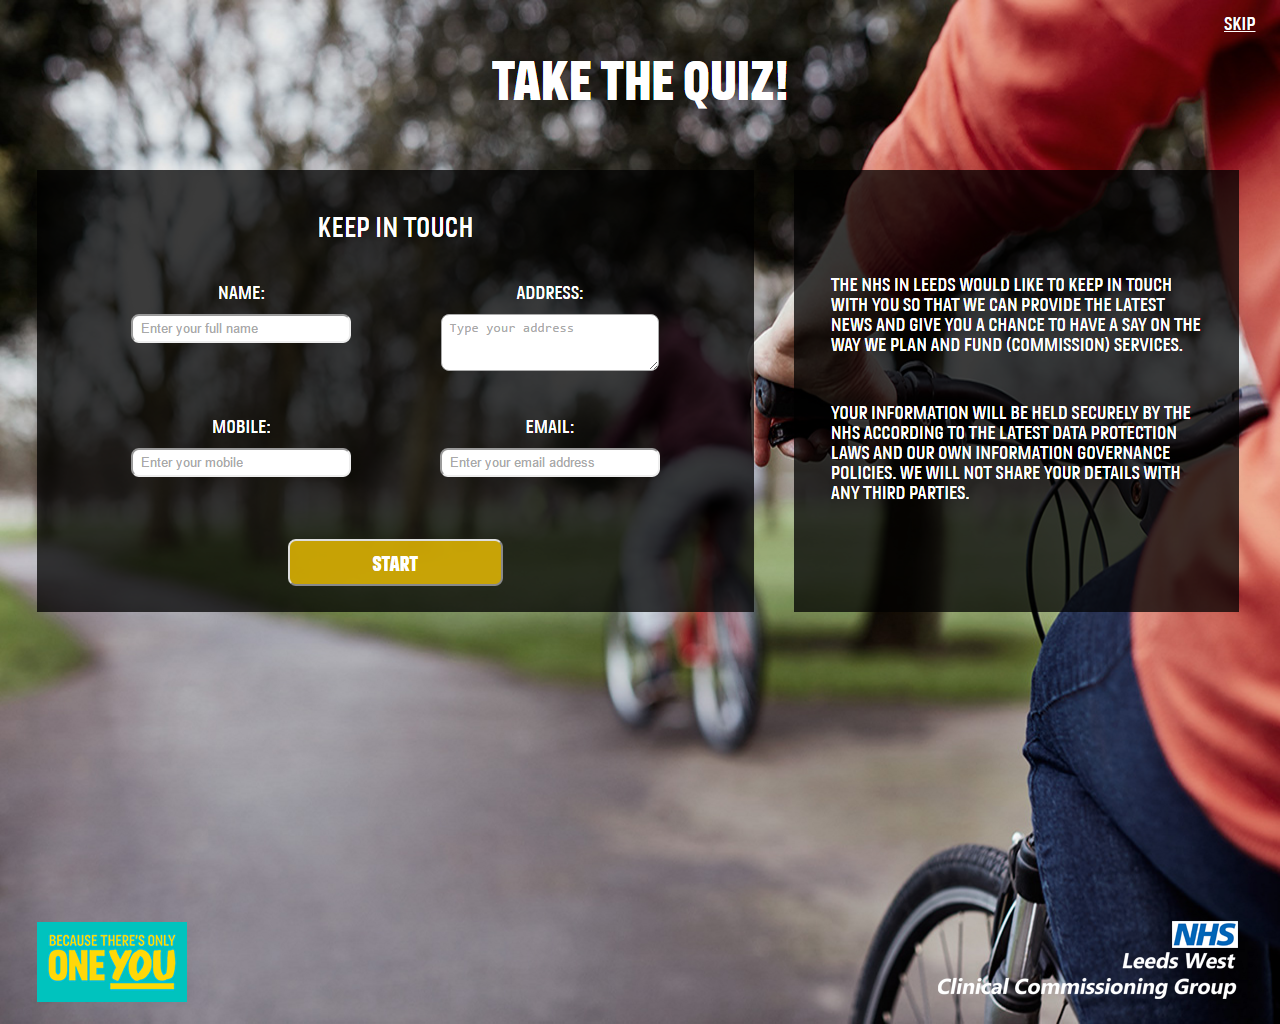 SKIP
TAKE THE QUIZ!
KEEP IN TOUCH
NAME:
Enter your full name
ADDRESS:
Type your address
MOBILE:
Enter your mobile
EMAIL:
Enter your email address
START
THE NHS IN LEEDS WOULD LIKE TO KEEP IN TOUCH
WITH YOU SO THAT WE CAN PROVIDE THE LATEST
NEWS AND GIVE YOU A CHANCE TO HAVE A SAY ON THE
WAY WE PLAN AND FUND (COMMISSION) SERVICES.
YOUR INFORMATION WILL BE HELD SECURELY BY THE
NHS ACCORDING TO THE LATEST DATA PROTECTION
LAWS AND OUR OWN INFORMATION GOVERNANCE
POLICIES. WE WILL NOT SHARE YOUR DETAILS WITH
ANY THIRD PARTIES.
BECAUSE THERE'S ONLY
ONE YOU
NHS
Leeds West
Clinical Commissioning Group